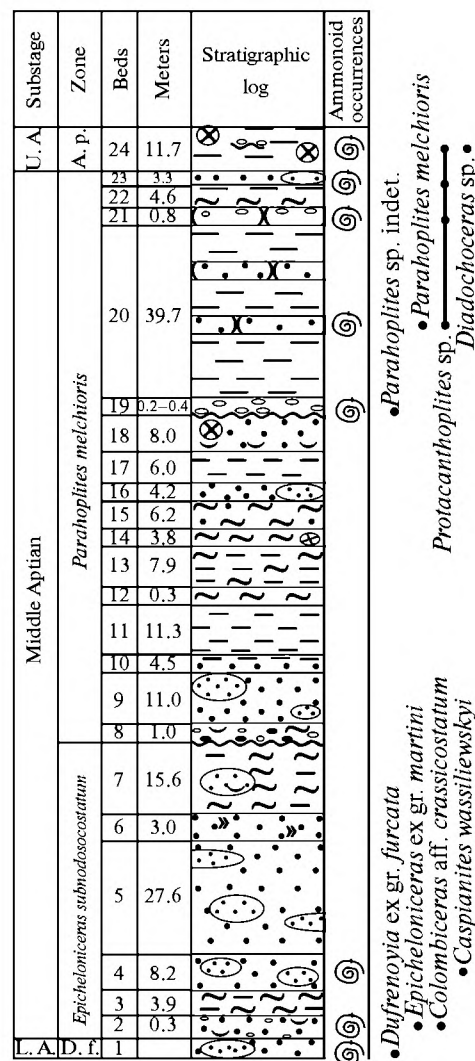 Substage
Zone
Beds
Meters
Stratigraphic
log
Ammonoid
occurrences
U. A.
A. p.
24 11.7
23 3.3
22 4.6
21 0.8
20 39.7
19 0.2–0.4
18 8.0
17 6.0
16 4.2
15 6.2
14 3.8
13 7.9
12 0.3
11 11.3
10 4.5
9 11.0
8 1.0
7 15.6
6 3.0
5 27.6
4 8.2
3 3.9
2 0.3
L. A. D. f. 1
Middle Aptian
Parahoplites melchioris
Epicheloniceras subnodosocostatum
Dufrenoyia ex gr. furcata
Epicheloniceras ex gr. martini
Colombiceras aff. crassicostatum
Caspianites wassiliewskyi
Parahoplites sp. indet.
Parahoplites melchioris
Protacanthoplites sp.
Diadochoceras sp.